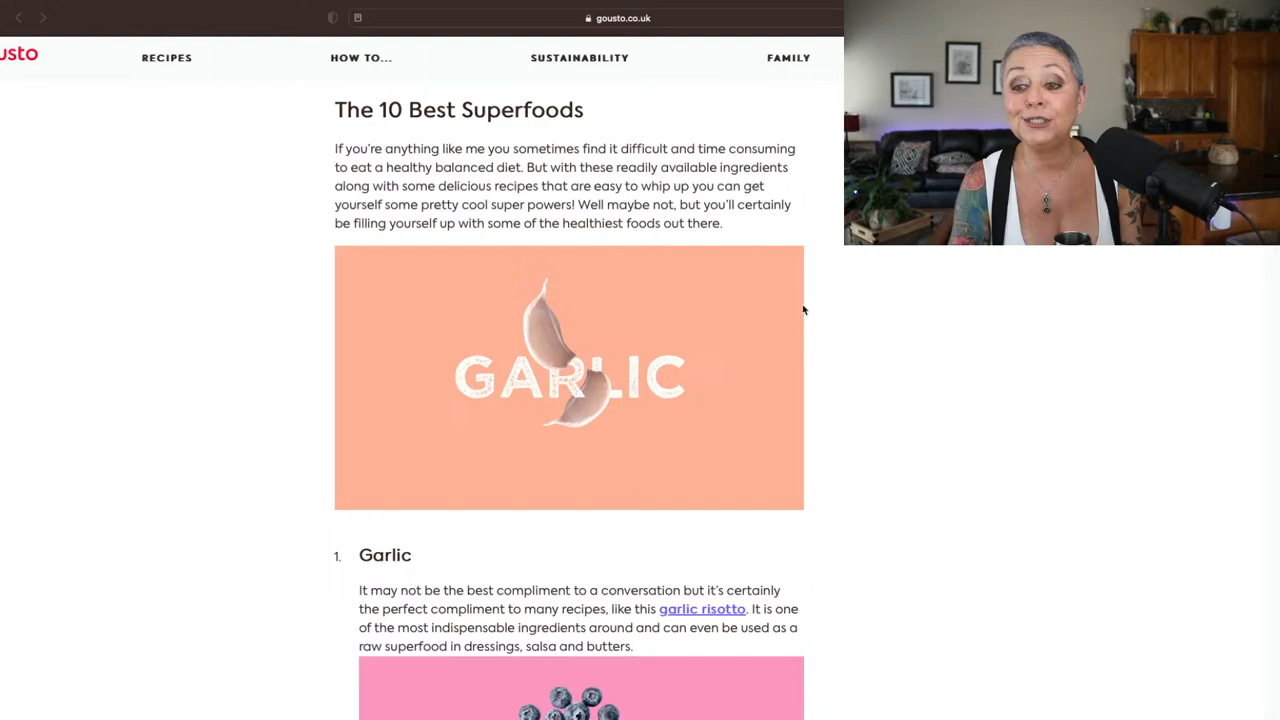 gousto.co.uk
usto
RECIPES
HOW TO...
SUSTAINABILITY
FAMILY
The 10 Best Superfoods
If you’re anything like me you sometimes find it difficult and time consuming
to eat a healthy balanced diet. But with these readily available ingredients
along with some delicious recipes that are easy to whip up you can get
yourself some pretty cool super powers! Well maybe not, but you’ll certainly
be filling yourself up with some of the healthiest foods out there.
GARLIC
1. Garlic
It may not be the best compliment to a conversation but it’s certainly
the perfect compliment to many recipes, like this garlic risotto. It is one
of the most indispensable ingredients around and can even be used as a
raw superfood in dressings, salsa and butters.